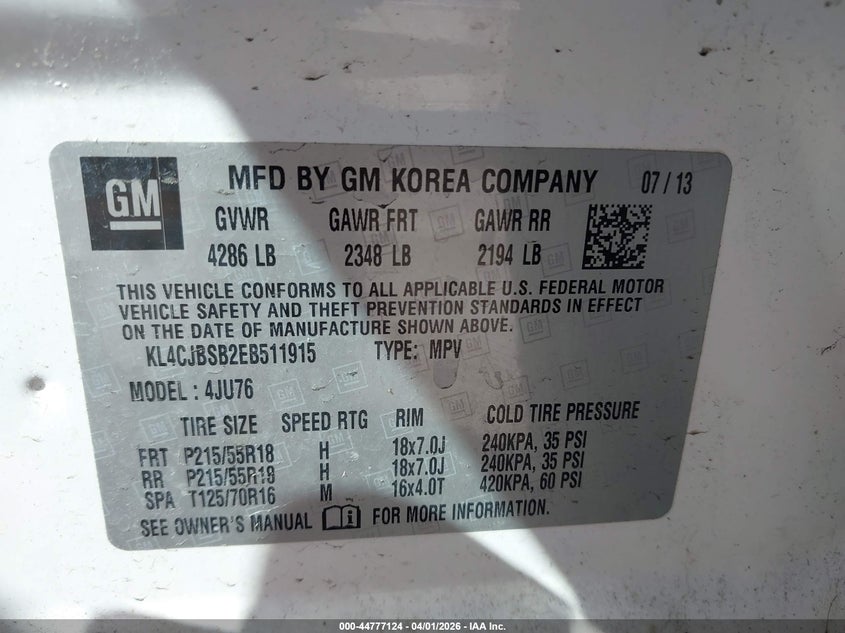 GM MFD BY GM KOREA COMPANY 07 / 13
GVWR GAWR FRT GAWR RR
4286 LB 2348 LB 2194 LB
THIS VEHICLE CONFORMS TO ALL APPLICABLE U.S. FEDERAL MOTOR
VEHICLE SAFETY AND THEFT PREVENTION STANDARDS IN EFFECT
ON THE DATE OF MANUFACTURE SHOWN ABOVE.
KL4CJBSB2EB511915 TYPE: MPV
MODEL : 4JU76
TIRE SIZE SPEED RTG RIM COLD TIRE PRESSURE
FRT P215/55R18 H 18x7.0J 240KPA, 35 PSI
RR P215/55R18 H 18x7.0J 240KPA, 35 PSI
SPA T125/70R16 M 16x4.0T 420KPA, 60 PSI
SEE OWNER'S MANUAL FOR MORE INFORMATION.
000-44777124 | 04/01/2026 - IAA Inc.